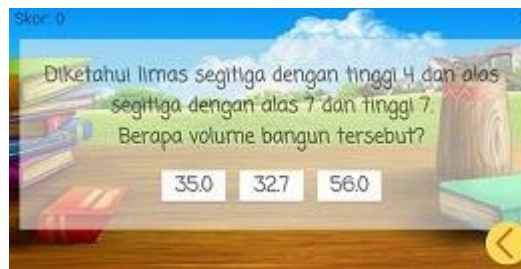 Skor: 0
Diketahui limas segitiga dengan tinggi 4 dan alas
segitiga dengan alas 7 dan tinggi 7.
Berapa volume bangun tersebut?
35.0 32.7 56.0